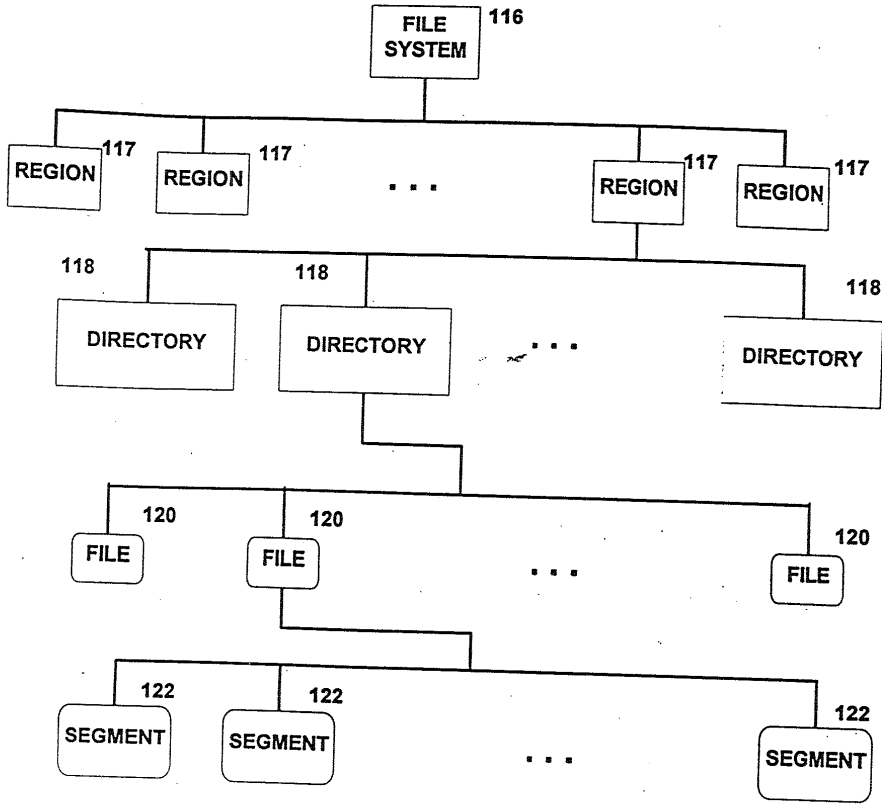 FILE SYSTEM 116
REGION 117 REGION 117 ... REGION 117 REGION 117
118 DIRECTORY 118 DIRECTORY ... 118 DIRECTORY
120 FILE 120 FILE ... 120 FILE
122 SEGMENT 122 SEGMENT ... 122 SEGMENT